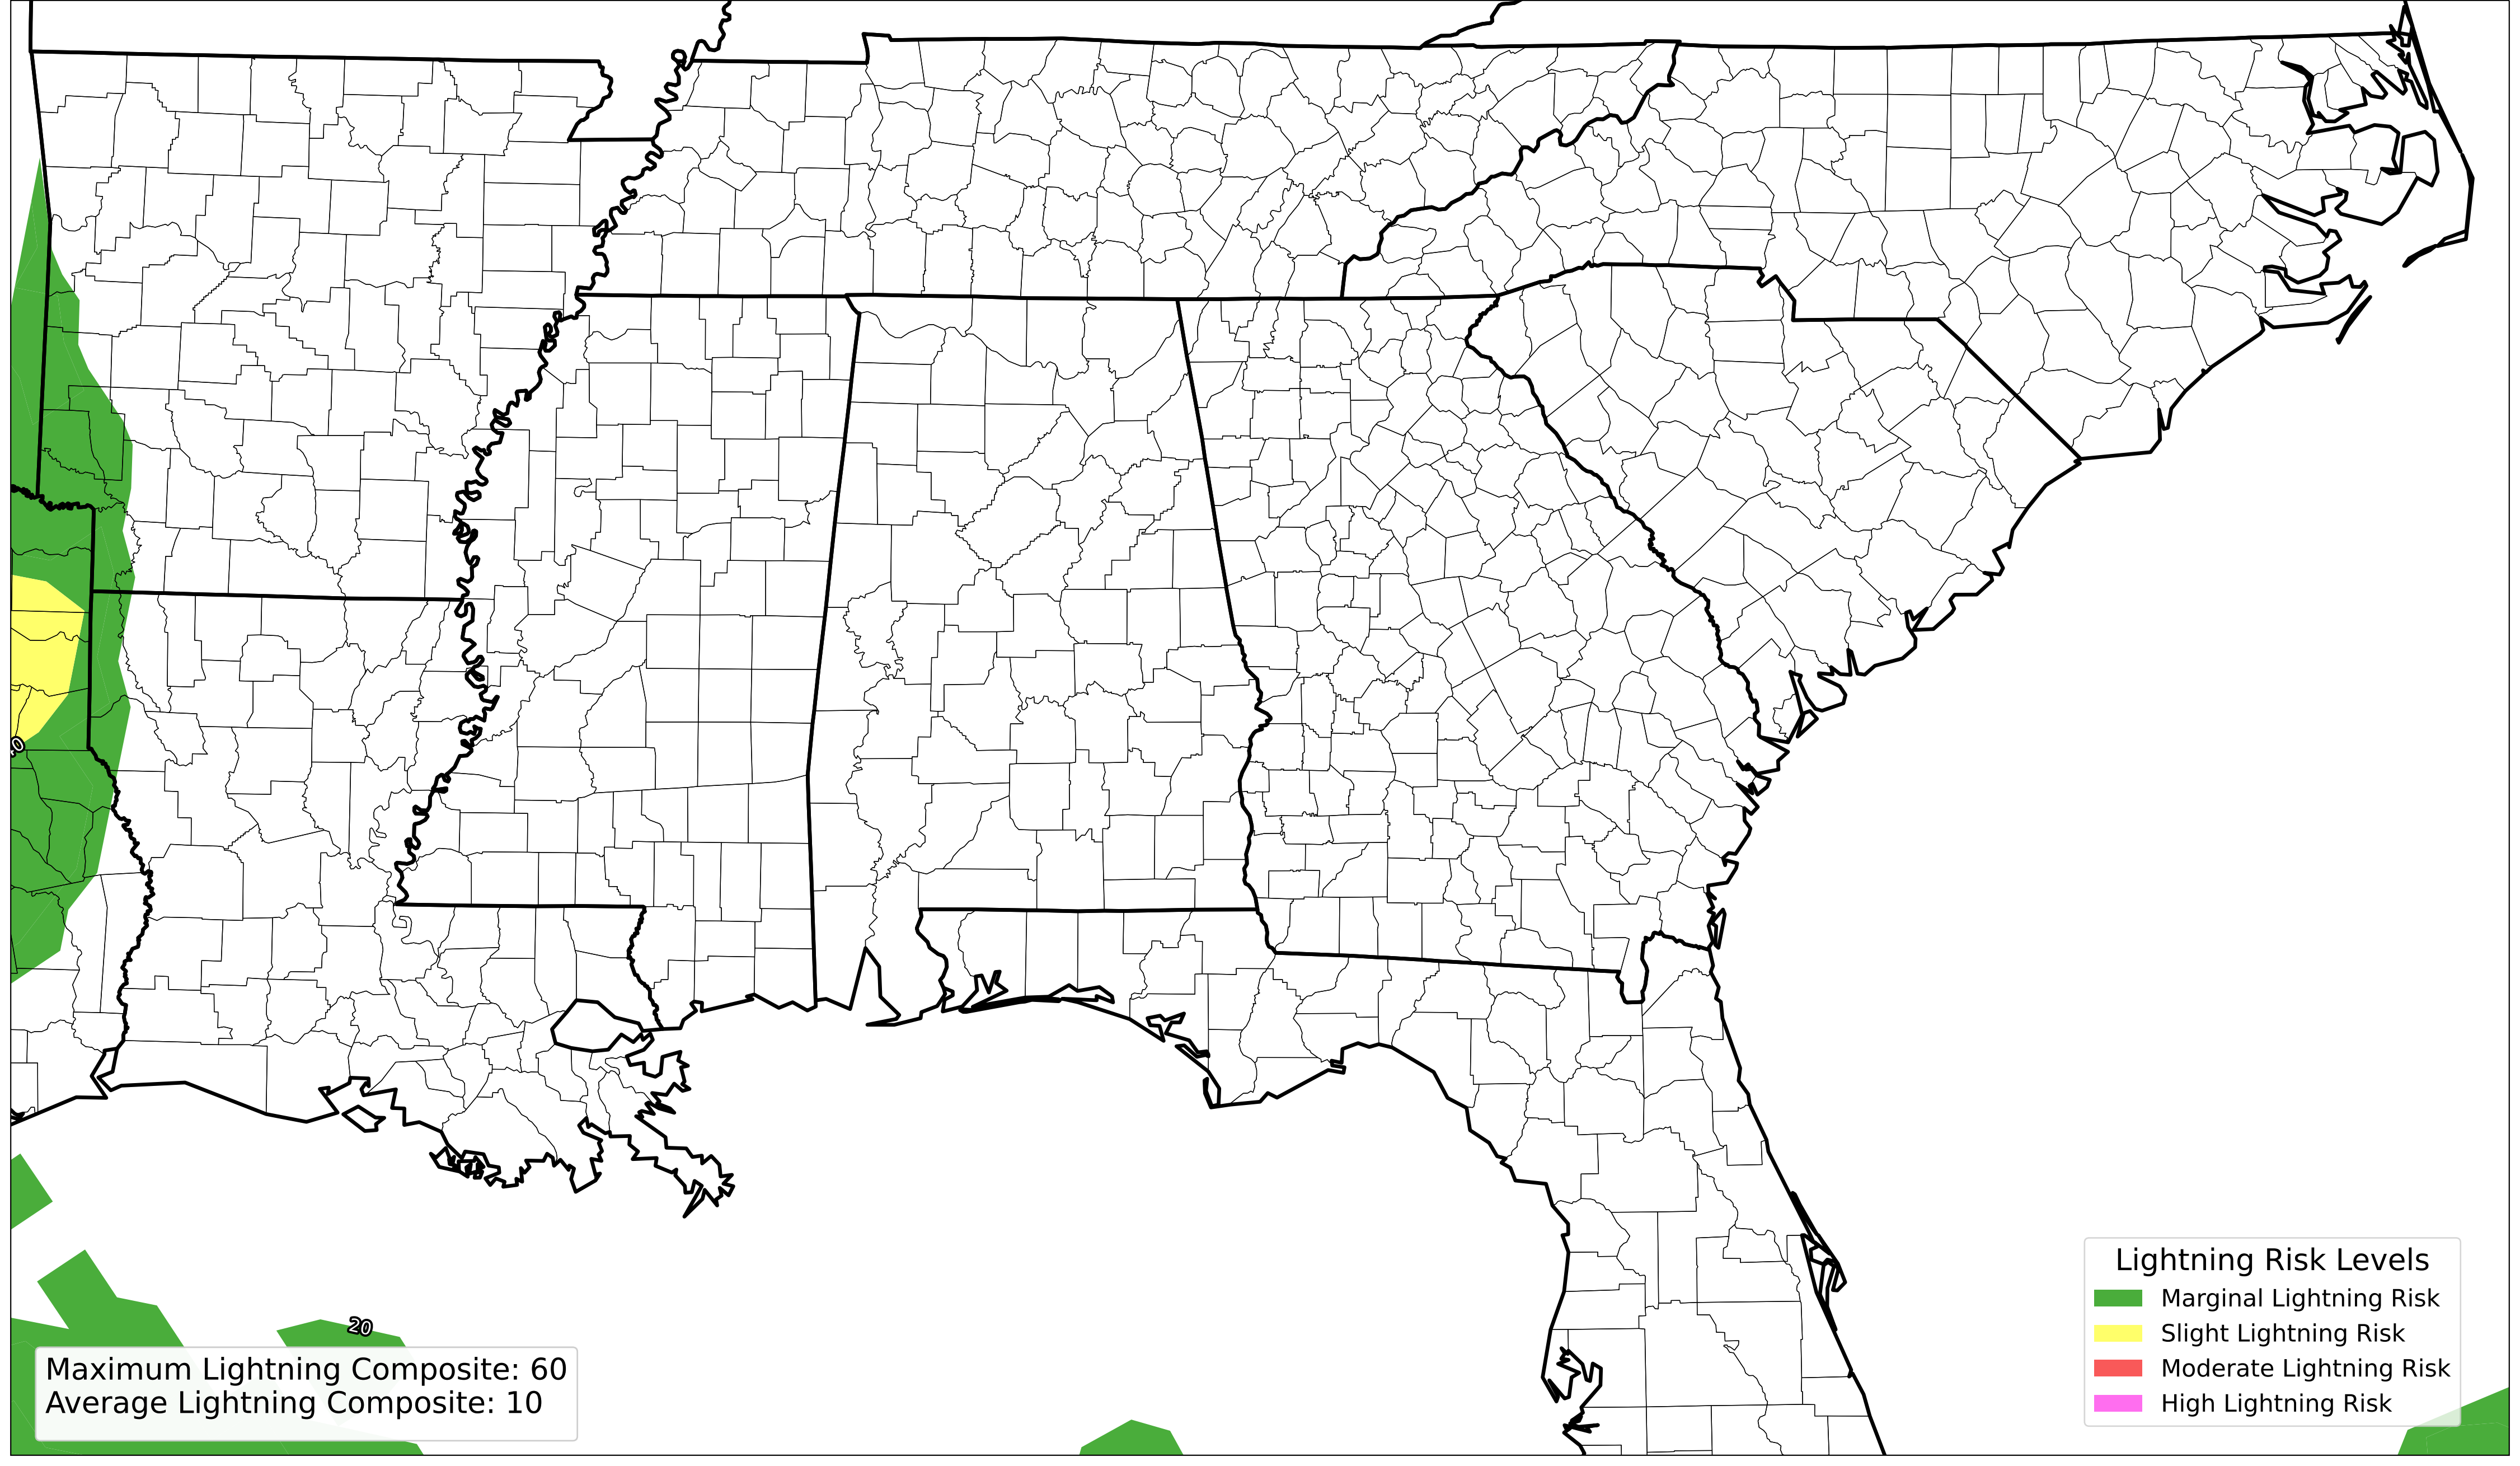 20
Maximum Lightning Composite: 60
Average Lightning Composite: 10
Lightning Risk Levels
Marginal Lightning Risk
Slight Lightning Risk
Moderate Lightning Risk
High Lightning Risk